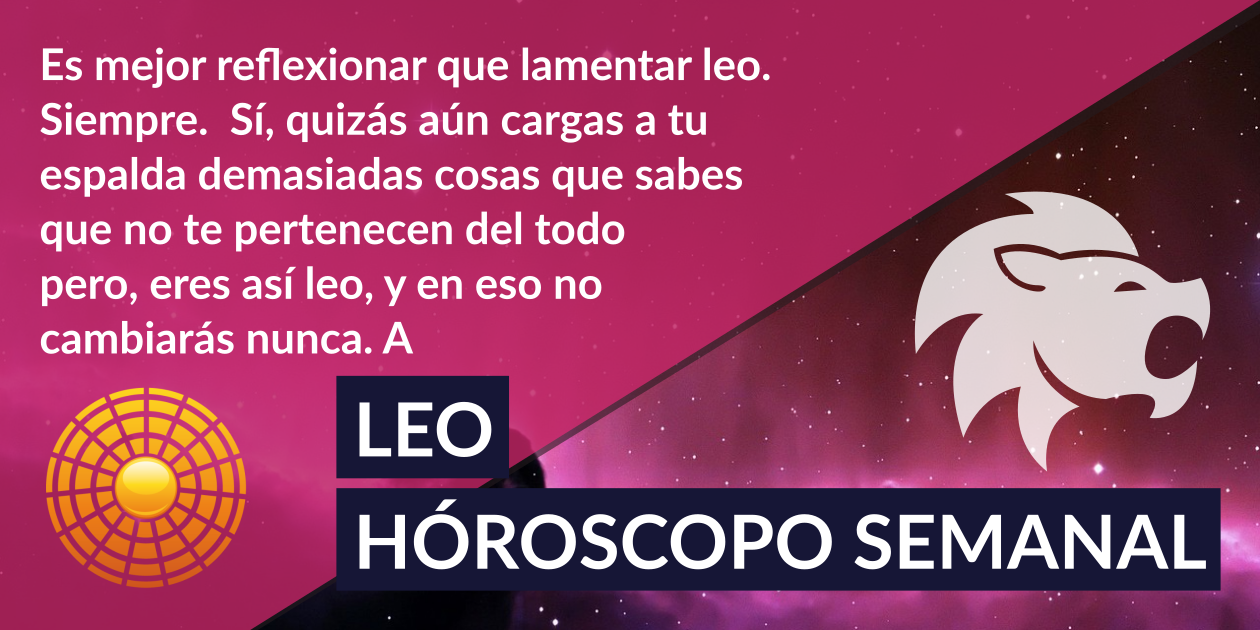 Es mejor reflexionar que lamentar leo.
Siempre.  Sí, quizás aún cargas a tu
espalda demasiadas cosas que sabes
que no te pertenecen del todo
pero, eres así leo, y en eso no
cambiarás nunca. A
LEO
HÓROSCOPO SEMANAL